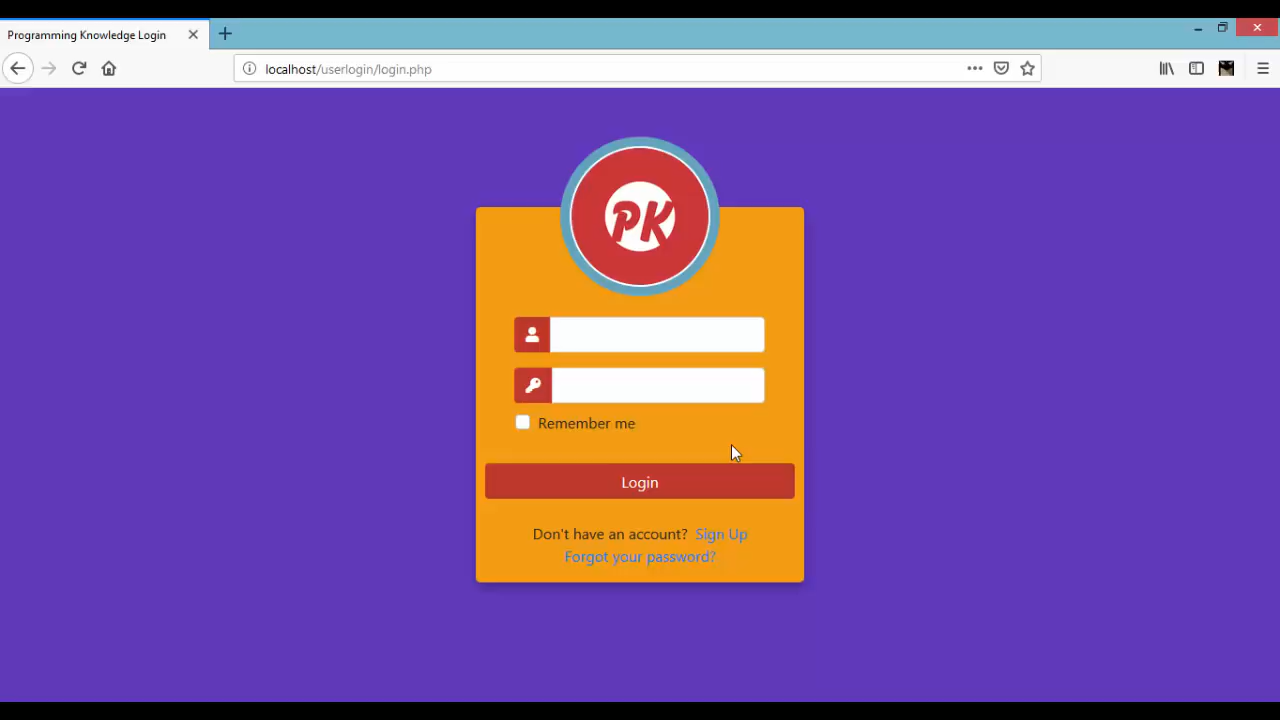 Programming Knowledge Login
localhost/userlogin/login.php
PK
Remember me
Login
Don't have an account? Sign Up
Forgot your password?